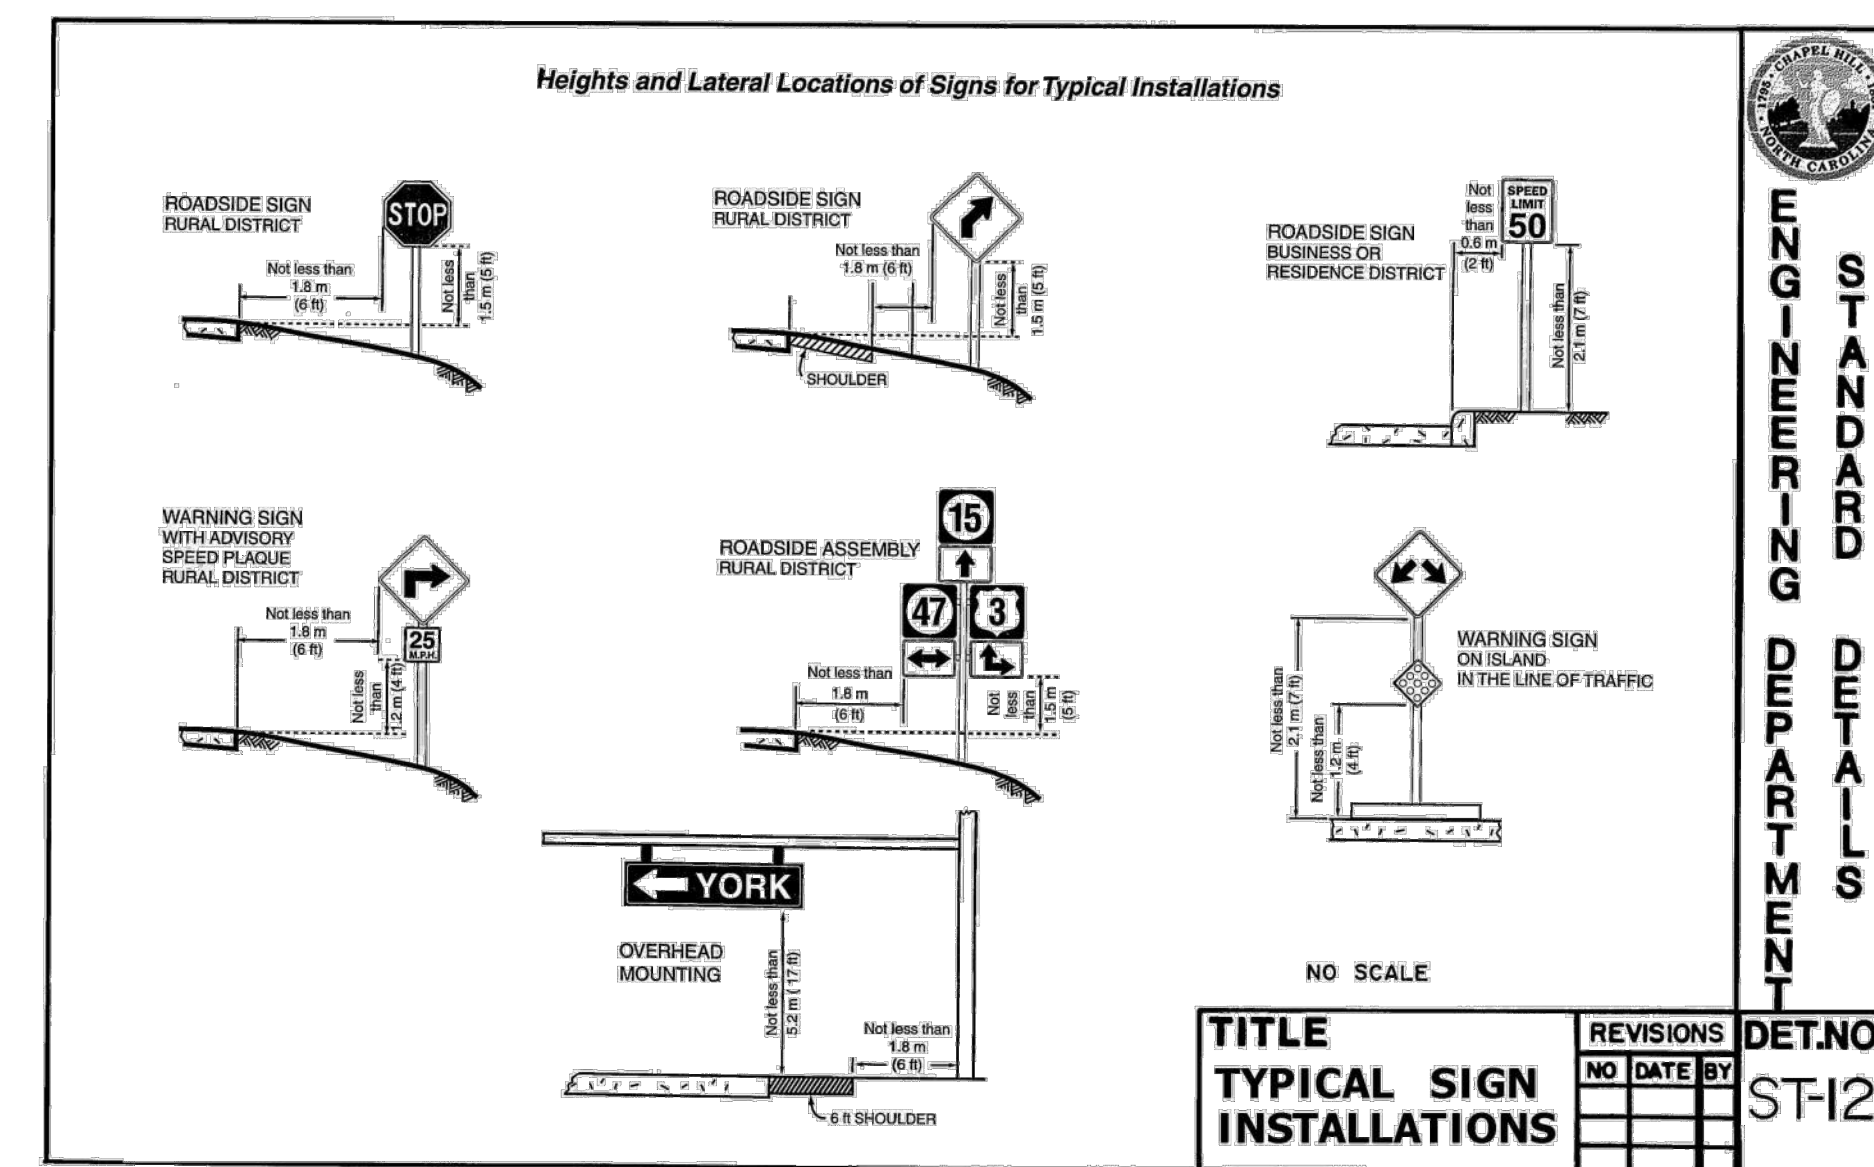 Heights and Lateral Locations of Signs for Typical Installations
ROADSIDE SIGN
RURAL DISTRICT
STOP
Not less than
1.8 m
(6 ft)
Not less
than
1.5 m (5 ft)
ROADSIDE SIGN
RURAL DISTRICT
Not less than
1.8 m (6 ft)
Not less
than
1.5 m (5 ft)
SHOULDER
ROADSIDE SIGN
BUSINESS OR
RESIDENCE DISTRICT
Not
less
than
0.6 m
(2 ft)
SPEED
LIMIT
50
Not less than
2.1 m (7 ft)
WARNING SIGN
WITH ADVISORY
SPEED PLAQUE
RURAL DISTRICT
Not less than
1.8 m
(6 ft)
25
M.P.H.
Not less
than
1.2 m (4 ft)
ROADSIDE ASSEMBLY
RURAL DISTRICT
15
47
3
Not less than
1.8 m
(6 ft)
Not
less
than
1.5 m
(5 ft)
WARNING SIGN
ON ISLAND
IN THE LINE OF TRAFFIC
Not less than
2.1 m (7 ft)
Not less than
1.2 m
(4 ft)
YORK
OVERHEAD
MOUNTING
Not less than
5.2 m ( 17 ft)
Not less than
1.8 m
(6 ft)
6 ft SHOULDER
NO SCALE
CHAPEL HILL
1795
NORTH CAROLINA
ENGINEERING DEPARTMENT
STANDARD DETAILS
TITLE
TYPICAL SIGN
INSTALLATIONS
REVISIONS
NO DATE BY
DET.NO
ST-12